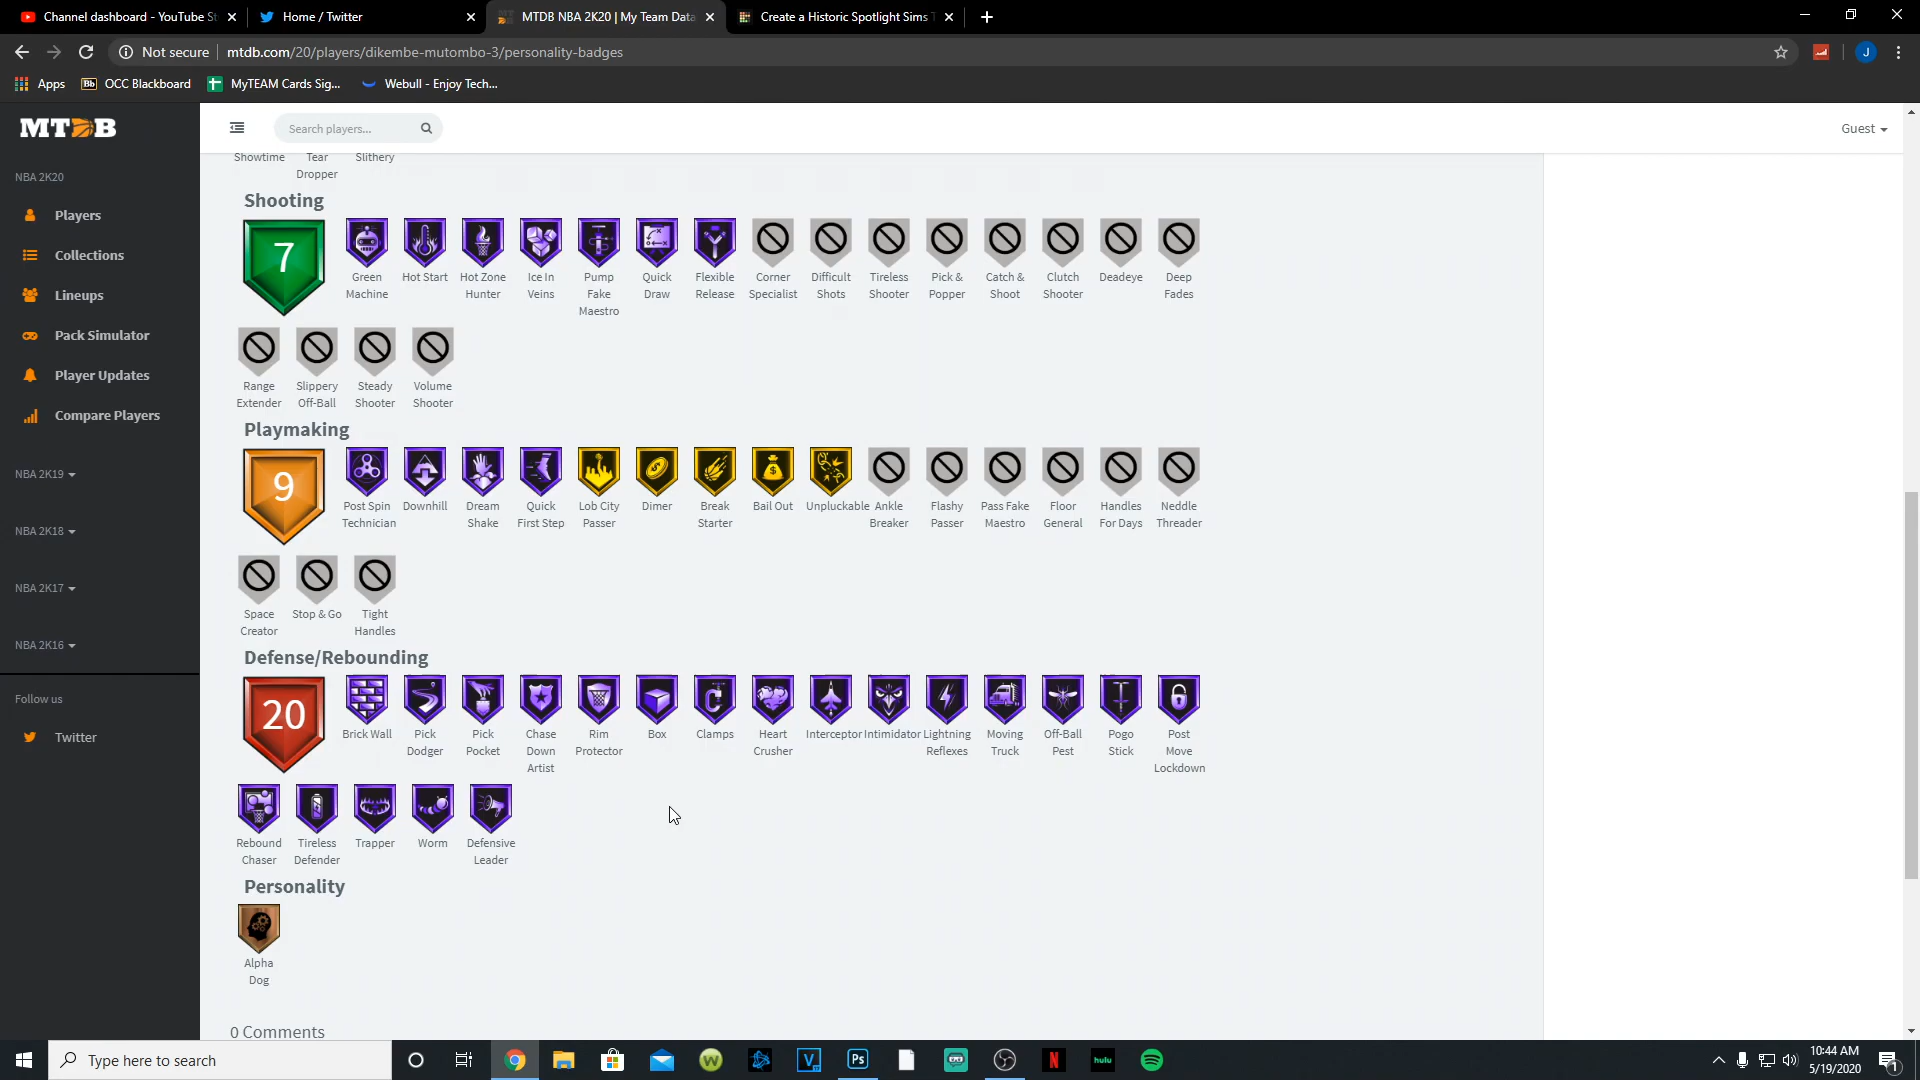 Channel dashboard - YouTube St
Home / Twitter
MTDB NBA 2K20 | My Team Data
Create a Historic Spotlight Sims T
Not secure
mtdb.com/20/players/dikembe-mutombo-3/personality-badges
J
Apps
Bb
OCC Blackboard
MyTEAM Cards Sig...
Webull - Enjoy Tech...
MTDB
Search players...
Guest
NBA 2K20
Players
Collections
Lineups
Pack Simulator
Player Updates
Compare Players
NBA 2K19
NBA 2K18
NBA 2K17
NBA 2K16
Follow us
Twitter
Showtime
Tear Dropper
Slithery
Shooting
7
Green Machine
Hot Start
Hot Zone Hunter
Ice In Veins
Pump Fake Maestro
Quick Draw
Flexible Release
Corner Specialist
Difficult Shots
Tireless Shooter
Pick & Popper
Catch & Shoot
Clutch Shooter
Deadeye
Deep Fades
Range Extender
Slippery Off-Ball
Steady Shooter
Volume Shooter
Playmaking
9
Post Spin Technician
Downhill
Dream Shake
Quick First Step
Lob City Passer
Dimer
Break Starter
Bail Out
Unpluckable
Ankle Breaker
Flashy Passer
Pass Fake Maestro
Floor General
Handles For Days
Neddle Threader
Space Creator
Stop & Go
Tight Handles
Defense/Rebounding
20
Brick Wall
Pick Dodger
Pick Pocket
Chase Down Artist
Rim Protector
Box
Clamps
Heart Crusher
Interceptor
Intimidator
Lightning Reflexes
Moving Truck
Off-Ball Pest
Pogo Stick
Post Move Lockdown
Rebound Chaser
Tireless Defender
Trapper
Worm
Defensive Leader
Personality
Alpha Dog
0 Comments
Type here to search
W
V
Ps
N
hulu
10:44 AM
5/19/2020
1